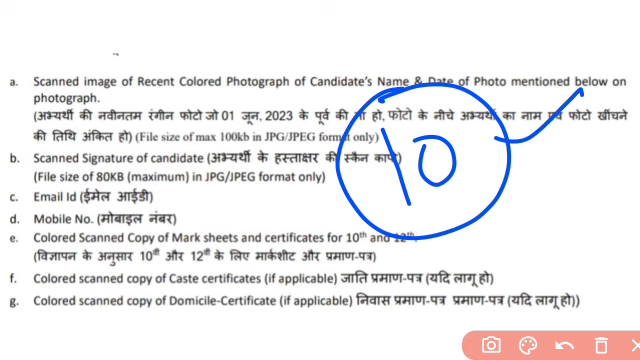 a. Scanned image of Recent Colored Photograph of Candidate's Name & Date of Photo mentioned below on
photograph.
(अभ्यर्थी की नवीनतम रंगीन फोटो जो 01 जून, 2023 के पूर्व की ना हो, फ़ोटो के नीचे अभ्यर्थी का नाम एवं फोटो खींचने
की तिथि अंकित हो) (File size of max 100kb in JPG/JPEG format only)
b. Scanned Signature of candidate (अभ्यर्थी के हस्ताक्षर की स्कैन कापी)
(File size of 80KB (maximum) in JPG/JPEG format only)
c. Email Id (ईमेल आईडी)
d. Mobile No. (मोबाइल नंबर)
e. Colored Scanned Copy of Mark sheets and certificates for 10th and 12th.
(विज्ञापन के अनुसार 10वी और 12वी के लिए मार्कशीट और प्रमाण-पत्र)
f. Colored scanned copy of Caste certificates (if applicable) जाति प्रमाण-पत्र (यदि लागू हो)
g. Colored scanned copy of Domicile-Certificate (if applicable) निवास प्रमाण-पत्र प्रमाण-पत्र (यदि लागू हो))
10